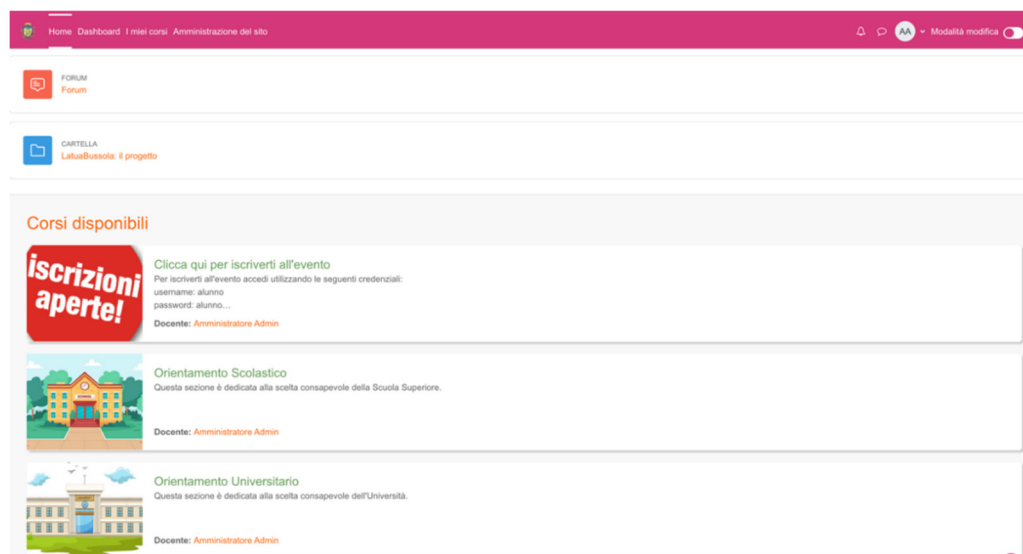 Home Dashboard I miei corsi Amministrazione del sito
AA Modalità modifica
FORUM
Forum
CARTELLA
LatuaBussola: il progetto
Corsi disponibili
iscrizioni
aperte!
Clicca qui per iscriverti all'evento
Per iscriverti all'evento accedi utilizzando le seguenti credenziali:
username: alunno
password: alunno...
Docente: Amministratore Admin
Orientamento Scolastico
Questa sezione è dedicata alla scelta consapevole della Scuola Superiore.
Docente: Amministratore Admin
Orientamento Universitario
Questa sezione è dedicata alla scelta consapevole dell'Università.
Docente: Amministratore Admin